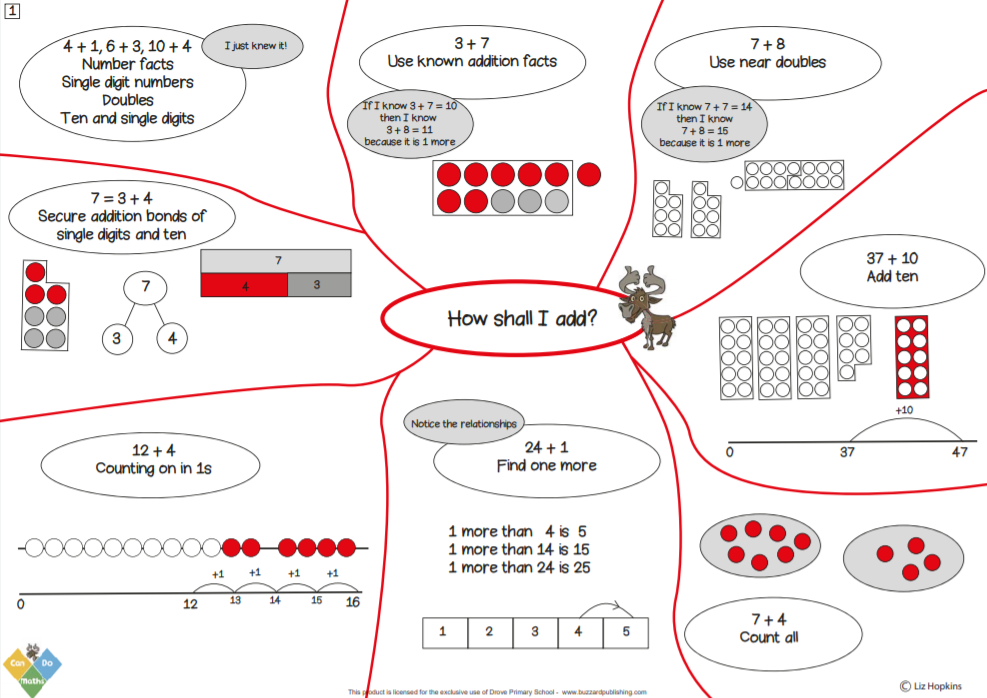 1
4 + 1, 6 + 3, 10 + 4
Number facts
Single digit numbers
Doubles
Ten and single digits
I just knew it!
3 + 7
Use known addition facts
If I know 3 + 7 = 10
then I know
3 + 8 = 11
because it is 1 more
7 + 8
Use near doubles
If I know 7 + 7 = 14
then I know
7 + 8 = 15
because it is 1 more
7 = 3 + 4
Secure addition bonds of
single digits and ten
7
3
4
7
4
3
How shall I add?
37 + 10
Add ten
+10
0
37
47
12 + 4
Counting on in 1s
+1
+1
+1
+1
0
12
13
14
15
16
Notice the relationships
24 + 1
Find one more
1 more than 4 is 5
1 more than 14 is 15
1 more than 24 is 25
1
2
3
4
5
7 + 4
Count all
Can
Do
Maths
This product is licensed for the exclusive use of Drove Primary School - www.buzzardpublishing.com
© Liz Hopkins